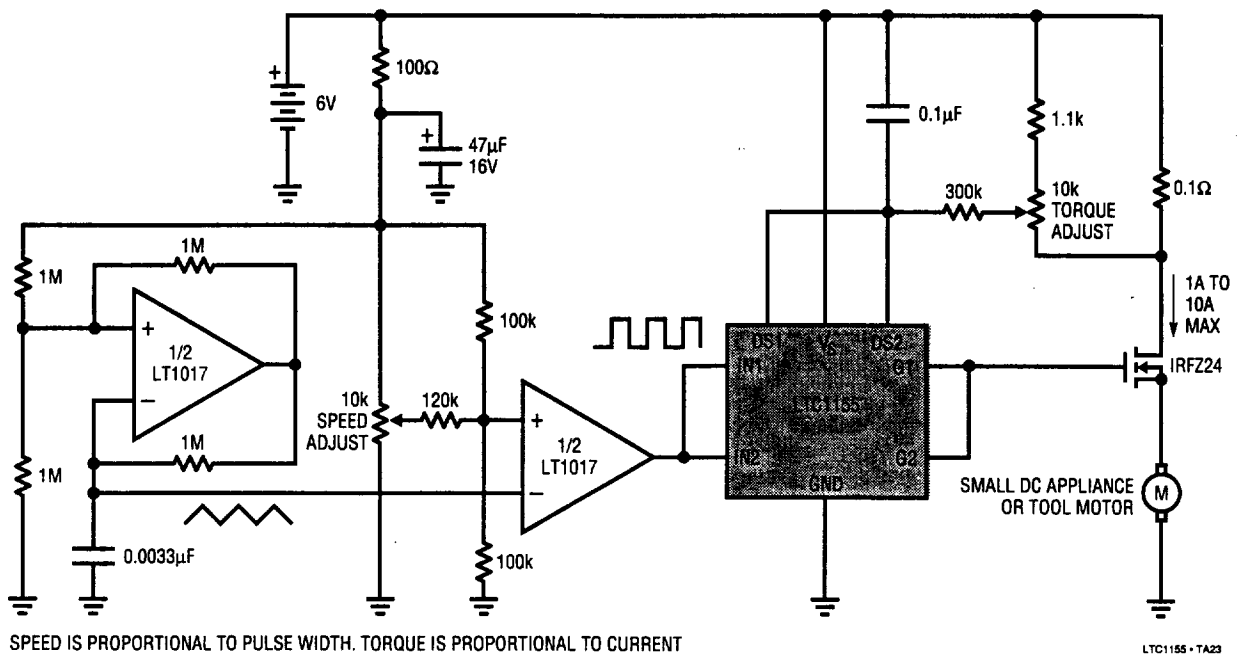 +
6V
100Ω
+
47µF
16V
0.1µF
1.1k
0.1Ω
300k
10k
TORQUE
ADJUST
1M
1M
+
1/2
LT1017
–
1M
1M
0.0033µF
10k
SPEED
ADJUST
120k
100k
+
1/2
LT1017
–
100k
DS1
VS
DS2
IN1
G1
LTC1155
IN2
G2
GND
1A TO
10A
MAX
IRFZ24
SMALL DC APPLIANCE
OR TOOL MOTOR
M
SPEED IS PROPORTIONAL TO PULSE WIDTH. TORQUE IS PROPORTIONAL TO CURRENT
LTC1155 • TA23